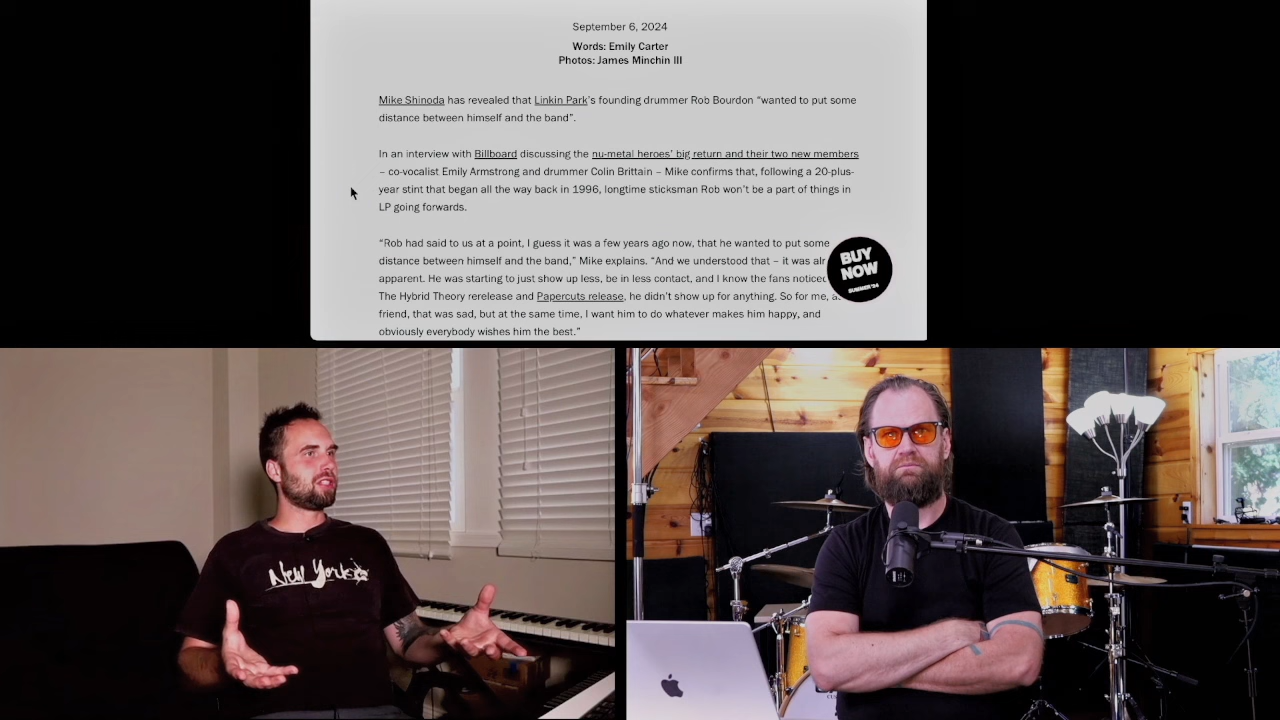 September 6, 2024
Words: Emily Carter
Photos: James Minchin III
Mike Shinoda has revealed that Linkin Park's founding drummer Rob Bourdon “wanted to put some
distance between himself and the band”.
In an interview with Billboard discussing the nu-metal heroes' big return and their two new members
– co-vocalist Emily Armstrong and drummer Colin Brittain – Mike confirms that, following a 20-plus-
year stint that began all the way back in 1996, longtime sticksman Rob won't be a part of things in
LP going forwards.
“Rob had said to us at a point, I guess it was a few years ago now, that he wanted to put some
distance between himself and the band,” Mike explains. “And we understood that – it was
apparent. He was starting to just show up less, be in less contact, and I know the fans noticed
The Hybrid Theory rerelease and Papercuts release, he didn't show up for anything. So for me,
friend, that was sad, but at the same time, I want him to do whatever makes him happy, and
obviously everybody wishes him the best.”
BUY
NOW
SUMMER '24
New York